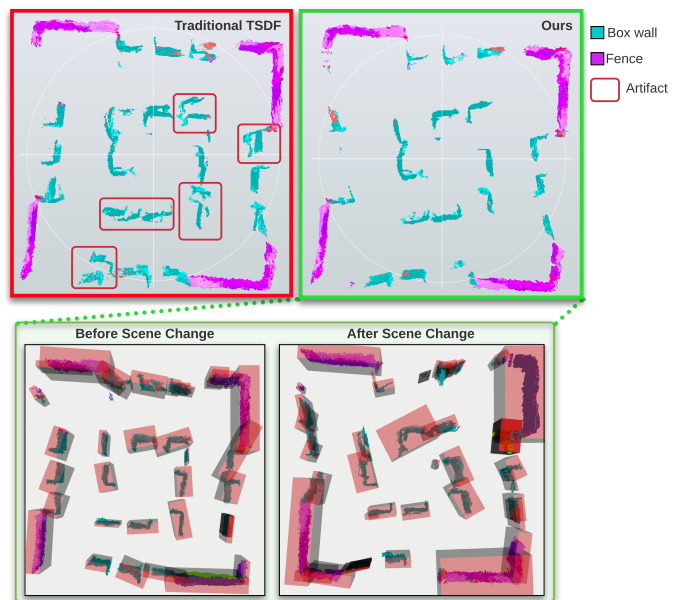 Traditional TSDF
Ours
Box wall
Fence
Artifact
Before Scene Change
After Scene Change